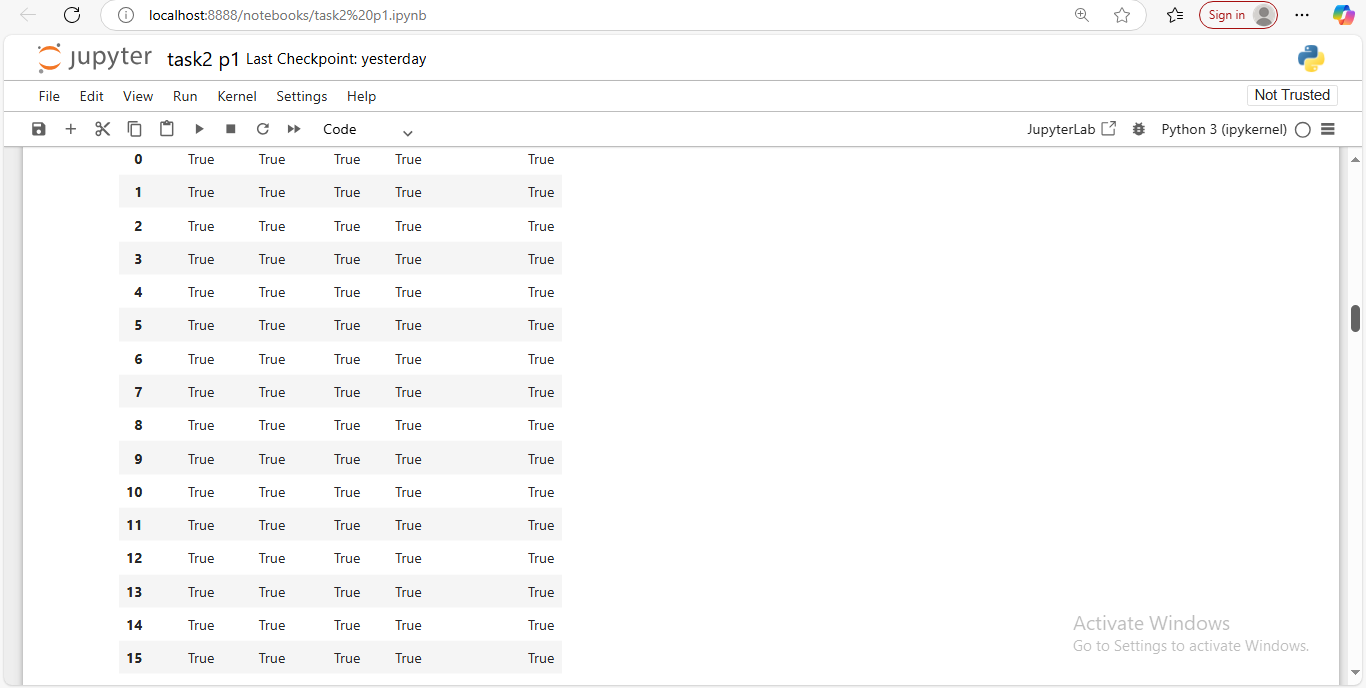 localhost:8888/notebooks/task2%20p1.ipynb
Sign in
jupyter task2 p1 Last Checkpoint: yesterday
File Edit View Run Kernel Settings Help
Not Trusted
Code
JupyterLab
Python 3 (ipykernel)
0 True True True True True
1 True True True True True
2 True True True True True
3 True True True True True
4 True True True True True
5 True True True True True
6 True True True True True
7 True True True True True
8 True True True True True
9 True True True True True
10 True True True True True
11 True True True True True
12 True True True True True
13 True True True True True
14 True True True True True
15 True True True True True
Activate Windows
Go to Settings to activate Windows.